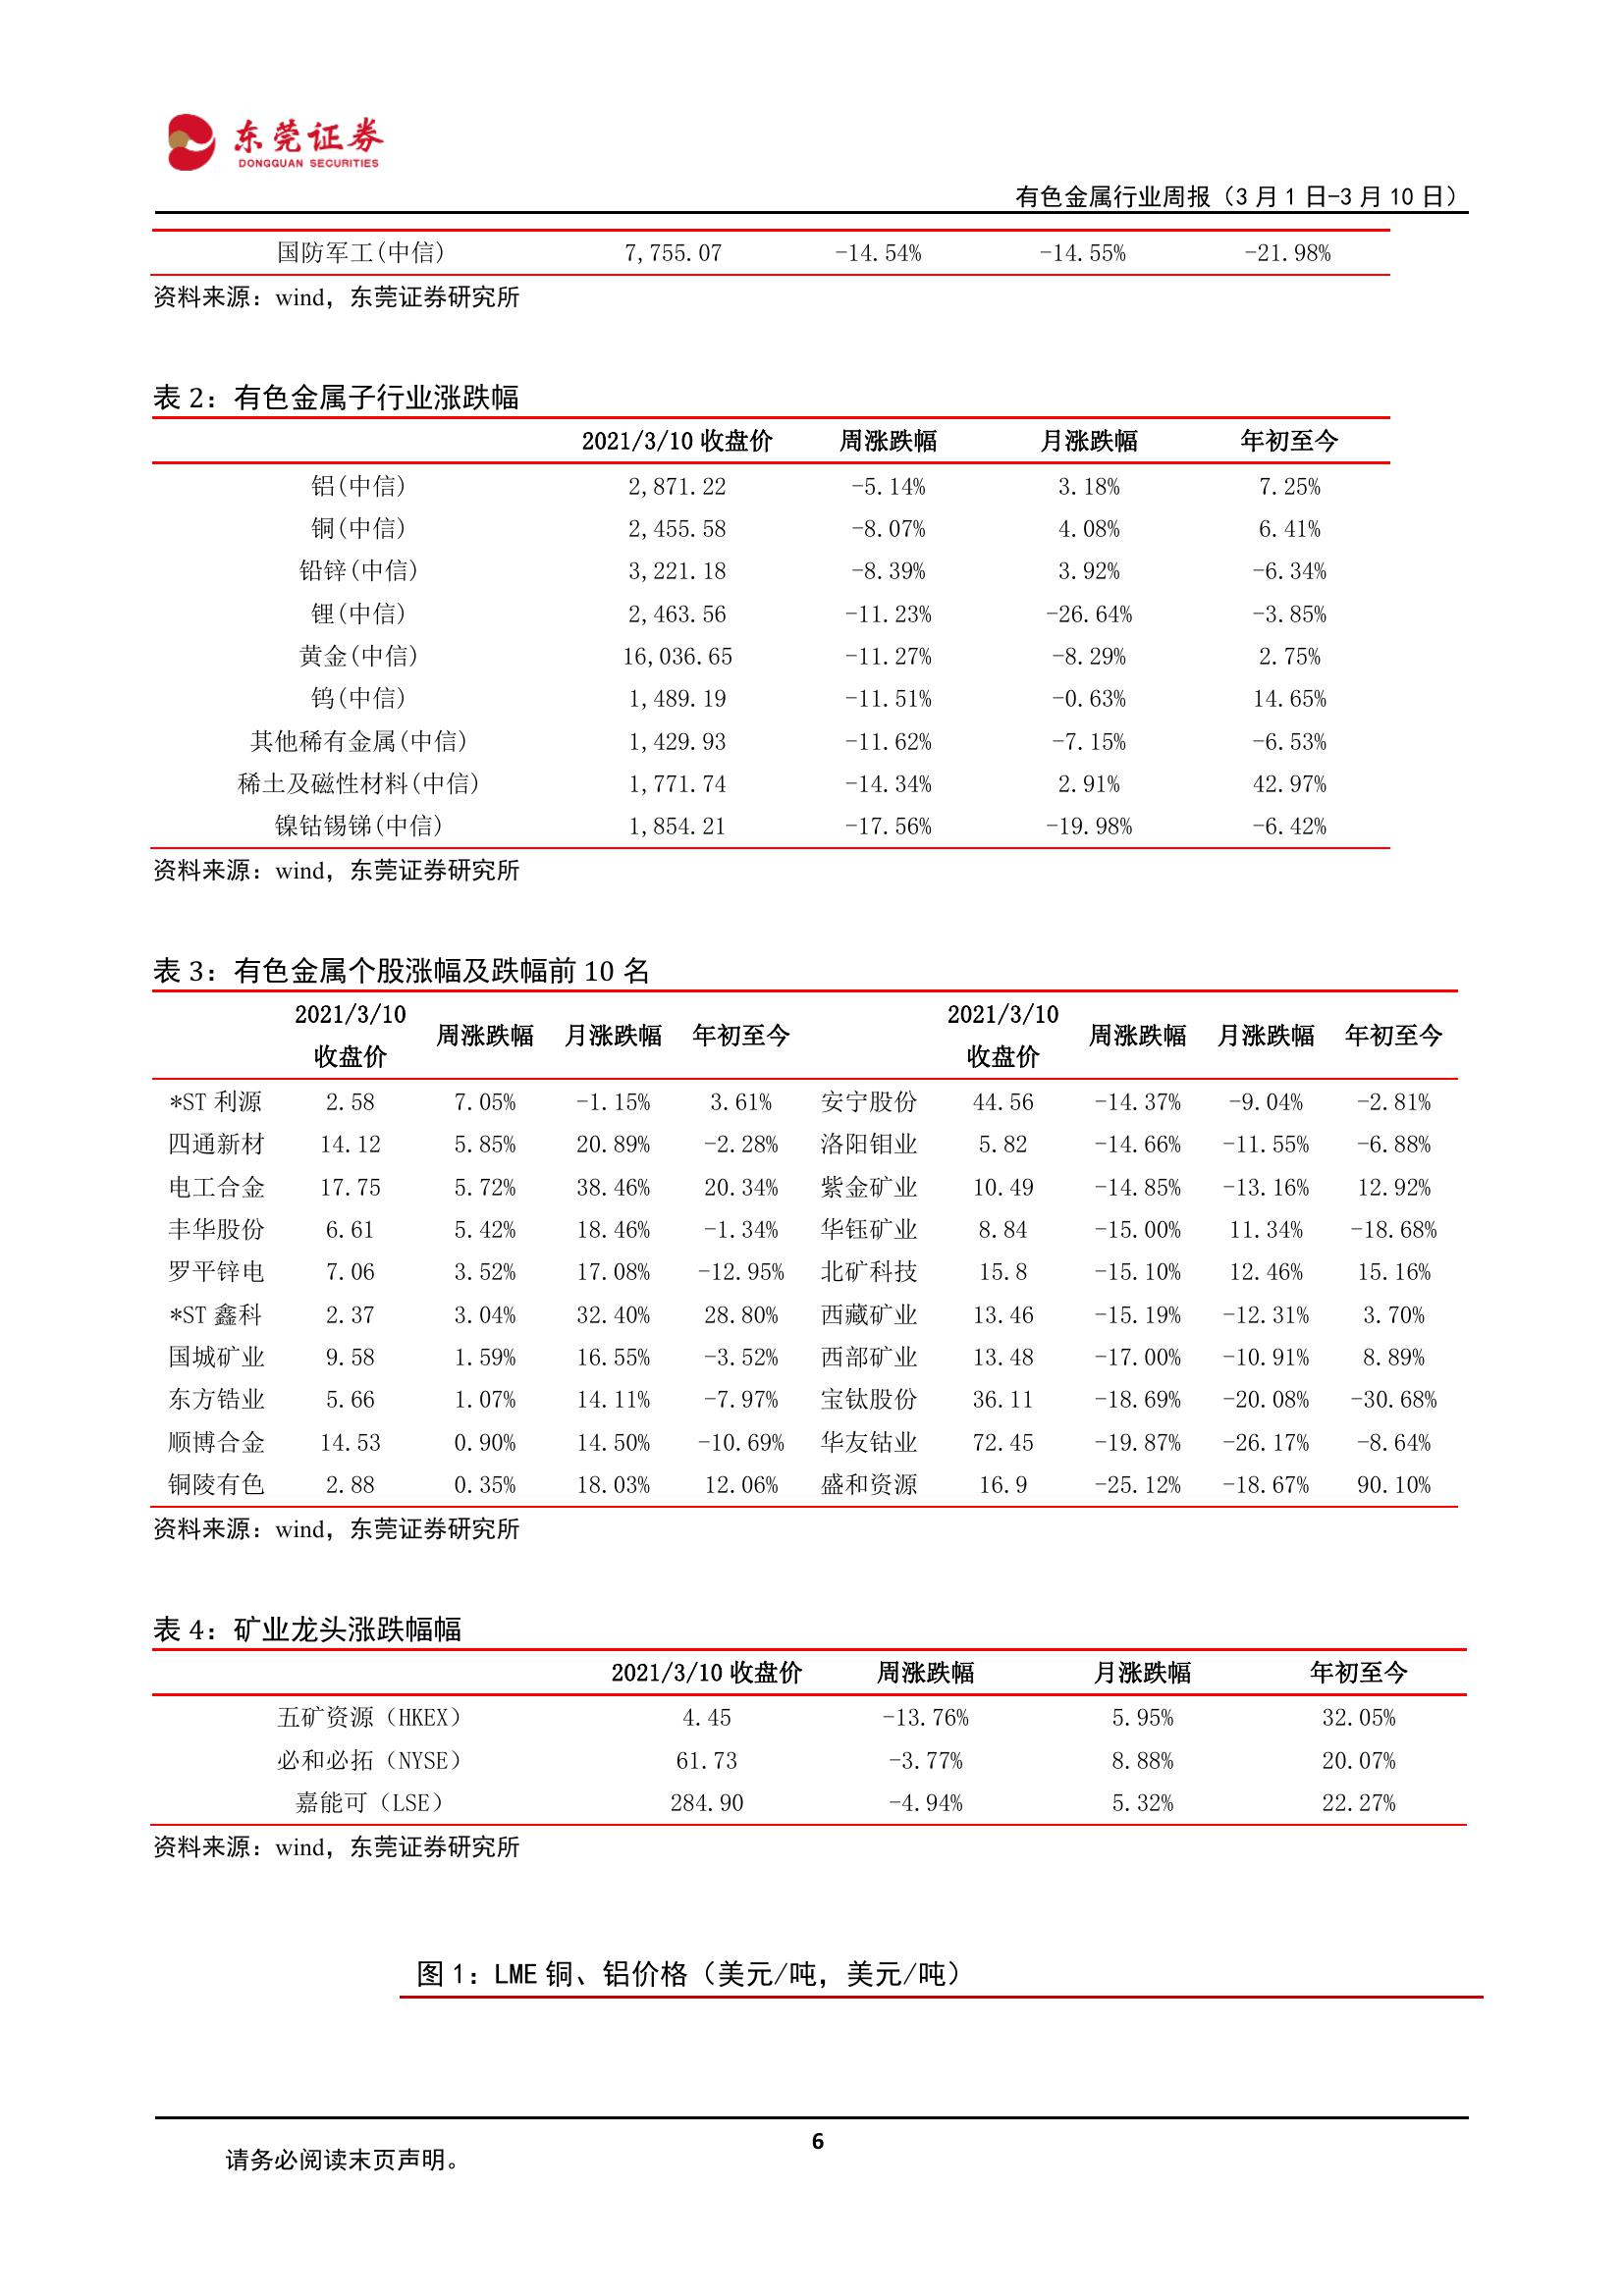 东莞证券
DONGGUAN SECURITIES
有色金属行业周报（3月1日-3月10日）
国防军工(中信) 7,755.07 -14.54% -14.55% -21.98%
资料来源：wind，东莞证券研究所
表 2：有色金属子行业涨跌幅
2021/3/10 收盘价 周涨跌幅 月涨跌幅 年初至今
铝(中信) 2,871.22 -5.14% 3.18% 7.25%
铜(中信) 2,455.58 -8.07% 4.08% 6.41%
铅锌(中信) 3,221.18 -8.39% 3.92% -6.34%
锂(中信) 2,463.56 -11.23% -26.64% -3.85%
黄金(中信) 16,036.65 -11.27% -8.29% 2.75%
钨(中信) 1,489.19 -11.51% -0.63% 14.65%
其他稀有金属(中信) 1,429.93 -11.62% -7.15% -6.53%
稀土及磁性材料(中信) 1,771.74 -14.34% 2.91% 42.97%
镍钴锡锑(中信) 1,854.21 -17.56% -19.98% -6.42%
资料来源：wind，东莞证券研究所
表 3：有色金属个股涨幅及跌幅前 10 名
2021/3/10 2021/3/10
周涨跌幅 月涨跌幅 年初至今 周涨跌幅 月涨跌幅 年初至今
收盘价 收盘价
*ST 利源 2.58 7.05% -1.15% 3.61% 安宁股份 44.56 -14.37% -9.04% -2.81%
四通新材 14.12 5.85% 20.89% -2.28% 洛阳钼业 5.82 -14.66% -11.55% -6.88%
电工合金 17.75 5.72% 38.46% 20.34% 紫金矿业 10.49 -14.85% -13.16% 12.92%
丰华股份 6.61 5.42% 18.46% -1.34% 华钰矿业 8.84 -15.00% 11.34% -18.68%
罗平锌电 7.06 3.52% 17.08% -12.95% 北矿科技 15.8 -15.10% 12.46% 15.16%
*ST 鑫科 2.37 3.04% 32.40% 28.80% 西藏矿业 13.46 -15.19% -12.31% 3.70%
国城矿业 9.58 1.59% 16.55% -3.52% 西部矿业 13.48 -17.00% -10.91% 8.89%
东方锆业 5.66 1.07% 14.11% -7.97% 宝钛股份 36.11 -18.69% -20.08% -30.68%
顺博合金 14.53 0.90% 14.50% -10.69% 华友钴业 72.45 -19.87% -26.17% -8.64%
铜陵有色 2.88 0.35% 18.03% 12.06% 盛和资源 16.9 -25.12% -18.67% 90.10%
资料来源：wind，东莞证券研究所
表 4：矿业龙头涨跌幅幅
2021/3/10 收盘价 周涨跌幅 月涨跌幅 年初至今
五矿资源（HKEX） 4.45 -13.76% 5.95% 32.05%
必和必拓（NYSE） 61.73 -3.77% 8.88% 20.07%
嘉能可（LSE） 284.90 -4.94% 5.32% 22.27%
资料来源：wind，东莞证券研究所
图 1：LME 铜、铝价格（美元/吨，美元/吨）
6
请务必阅读末页声明。